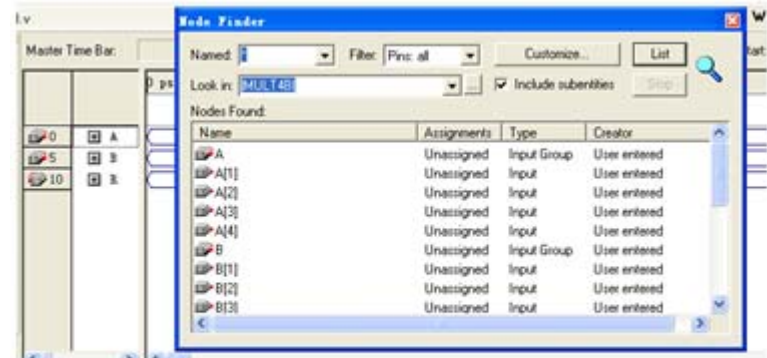 l.v
Node Finder
W
Master Time Bar:
Named: *
Filter: Pins: all
Customize...
List
tart
0 ps
Look in: |MULT4B|
...
Include subentities
Stop
Nodes Found:
Name Assignments Type Creator
A Unassigned Input Group User entered
A[1] Unassigned Input User entered
A[2] Unassigned Input User entered
A[3] Unassigned Input User entered
A[4] Unassigned Input User entered
B Unassigned Input Group User entered
B[1] Unassigned Input User entered
B[2] Unassigned Input User entered
B[3] Unassigned Input User entered
0 A
5 B
10 R